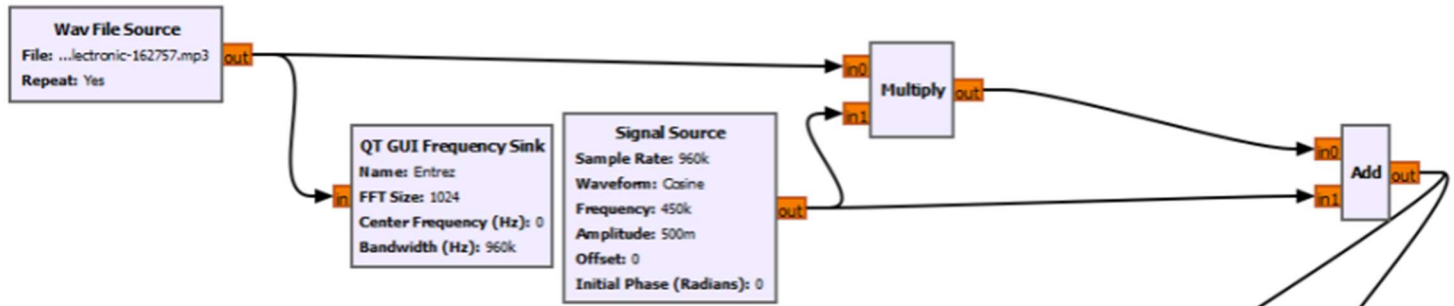 Wav File Source
File: ...lectronic-162757.mp3
Repeat: Yes
out
QT GUI Frequency Sink
Name: Entrez
FFT Size: 1024
Center Frequency (Hz): 0
Bandwidth (Hz): 960k
in
Signal Source
Sample Rate: 960k
Waveform: Cosine
Frequency: 450k
Amplitude: 500m
Offset: 0
Initial Phase (Radians): 0
out
in0
in1
Multiply
out
in0
in1
Add
out